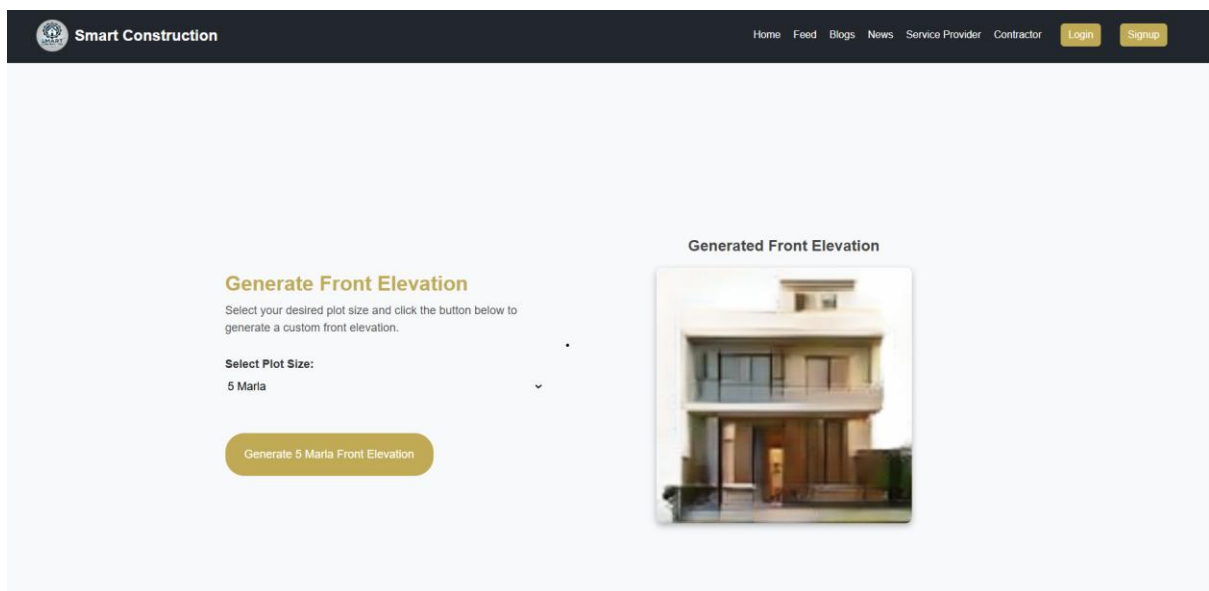 Smart Construction
Home Feed Blogs News Service Provider Contractor Login Signup
Generated Front Elevation
Generate Front Elevation
Select your desired plot size and click the button below to
generate a custom front elevation.
Select Plot Size:
5 Marla
Generate 5 Marla Front Elevation